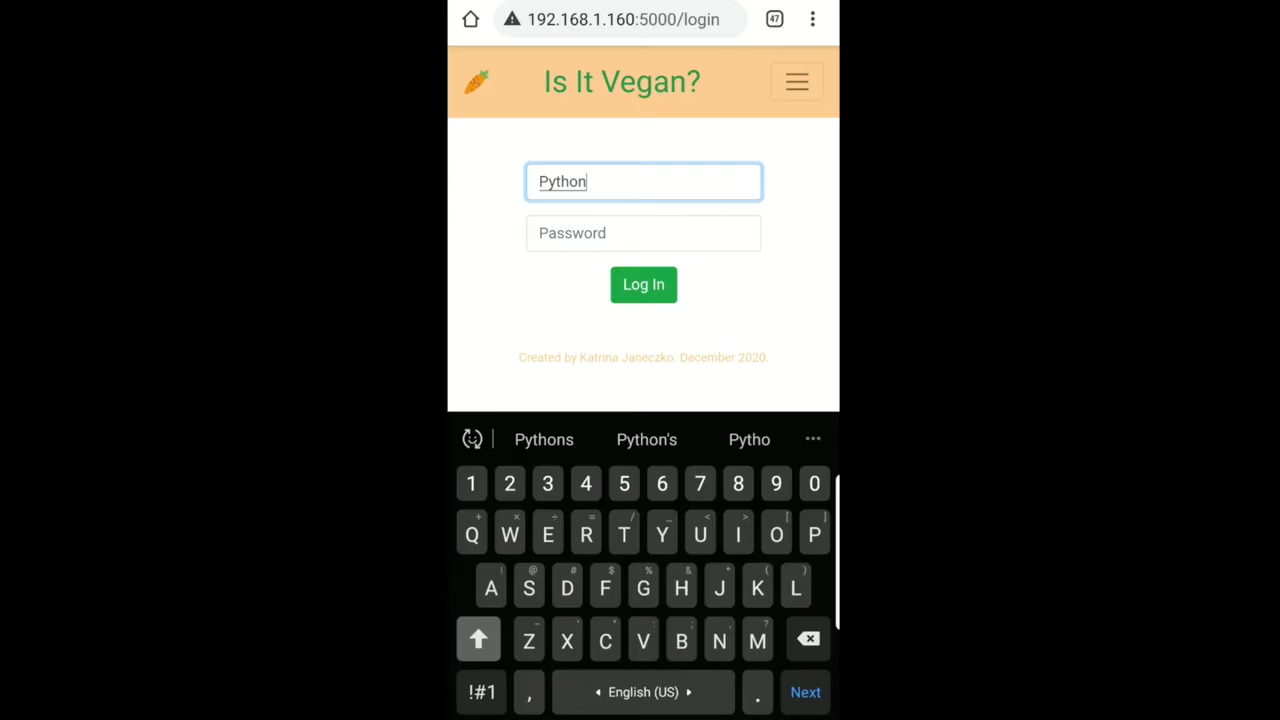 192.168.1.160:5000/login
47
Is It Vegan?
Python
Password
Log In
Created by Katrina Janeczko. December 2020.
Pythons Python's Pytho ...
1 2 3 4 5 6 7 8 9 0
+ × ÷ = / _ < > [ ]
Q W E R T Y U I O P
! @ # $ % & * ( )
A S D F G H J K L
- ' " : ; , ?
Z X C V B N M
!#1 , English (US) . Next